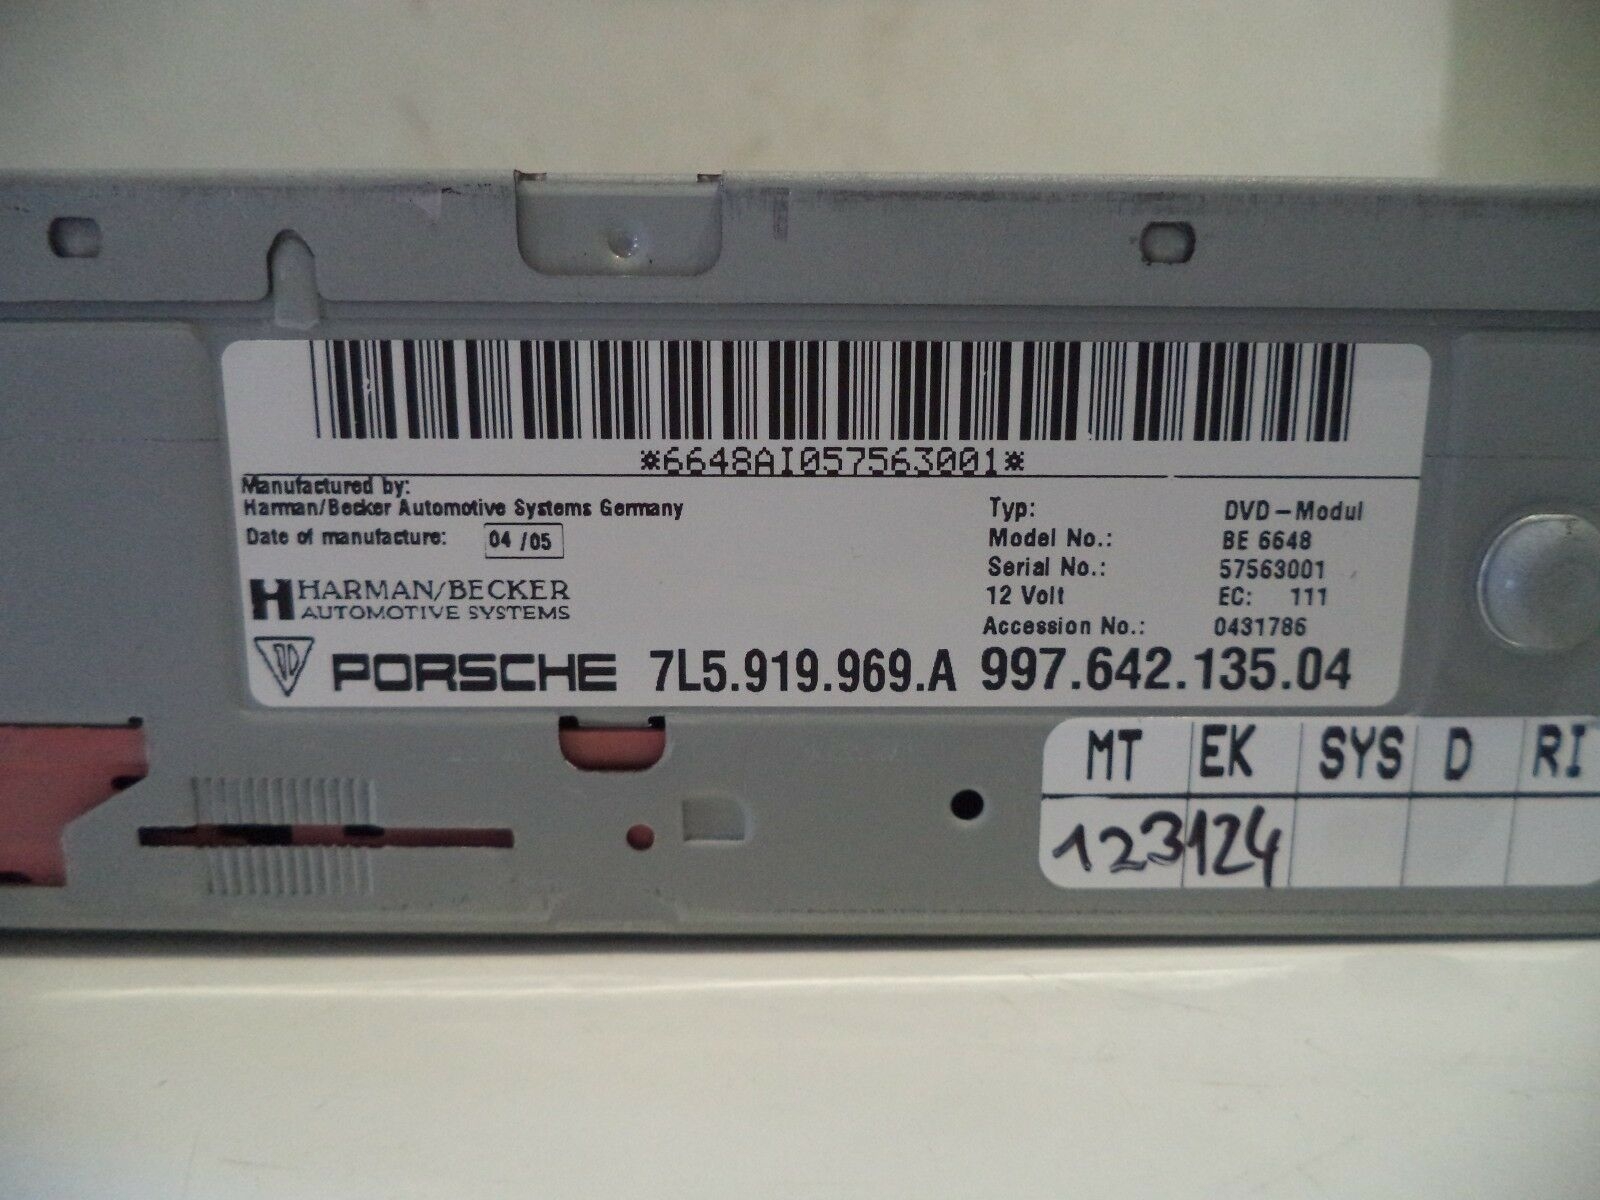 *6648AI057563001*
Manufactured by:
Harman/Becker Automotive Systems Germany
Date of manufacture: 04 /05
H HARMAN/BECKER
AUTOMOTIVE SYSTEMS
Typ: DVD-Modul
Model No.: BE 6648
Serial No.: 57563001
12 Volt EC: 111
Accession No.: 0431786
PORSCHE 7L5.919.969.A 997.642.135.04
MT EK SYS D RI
123 124